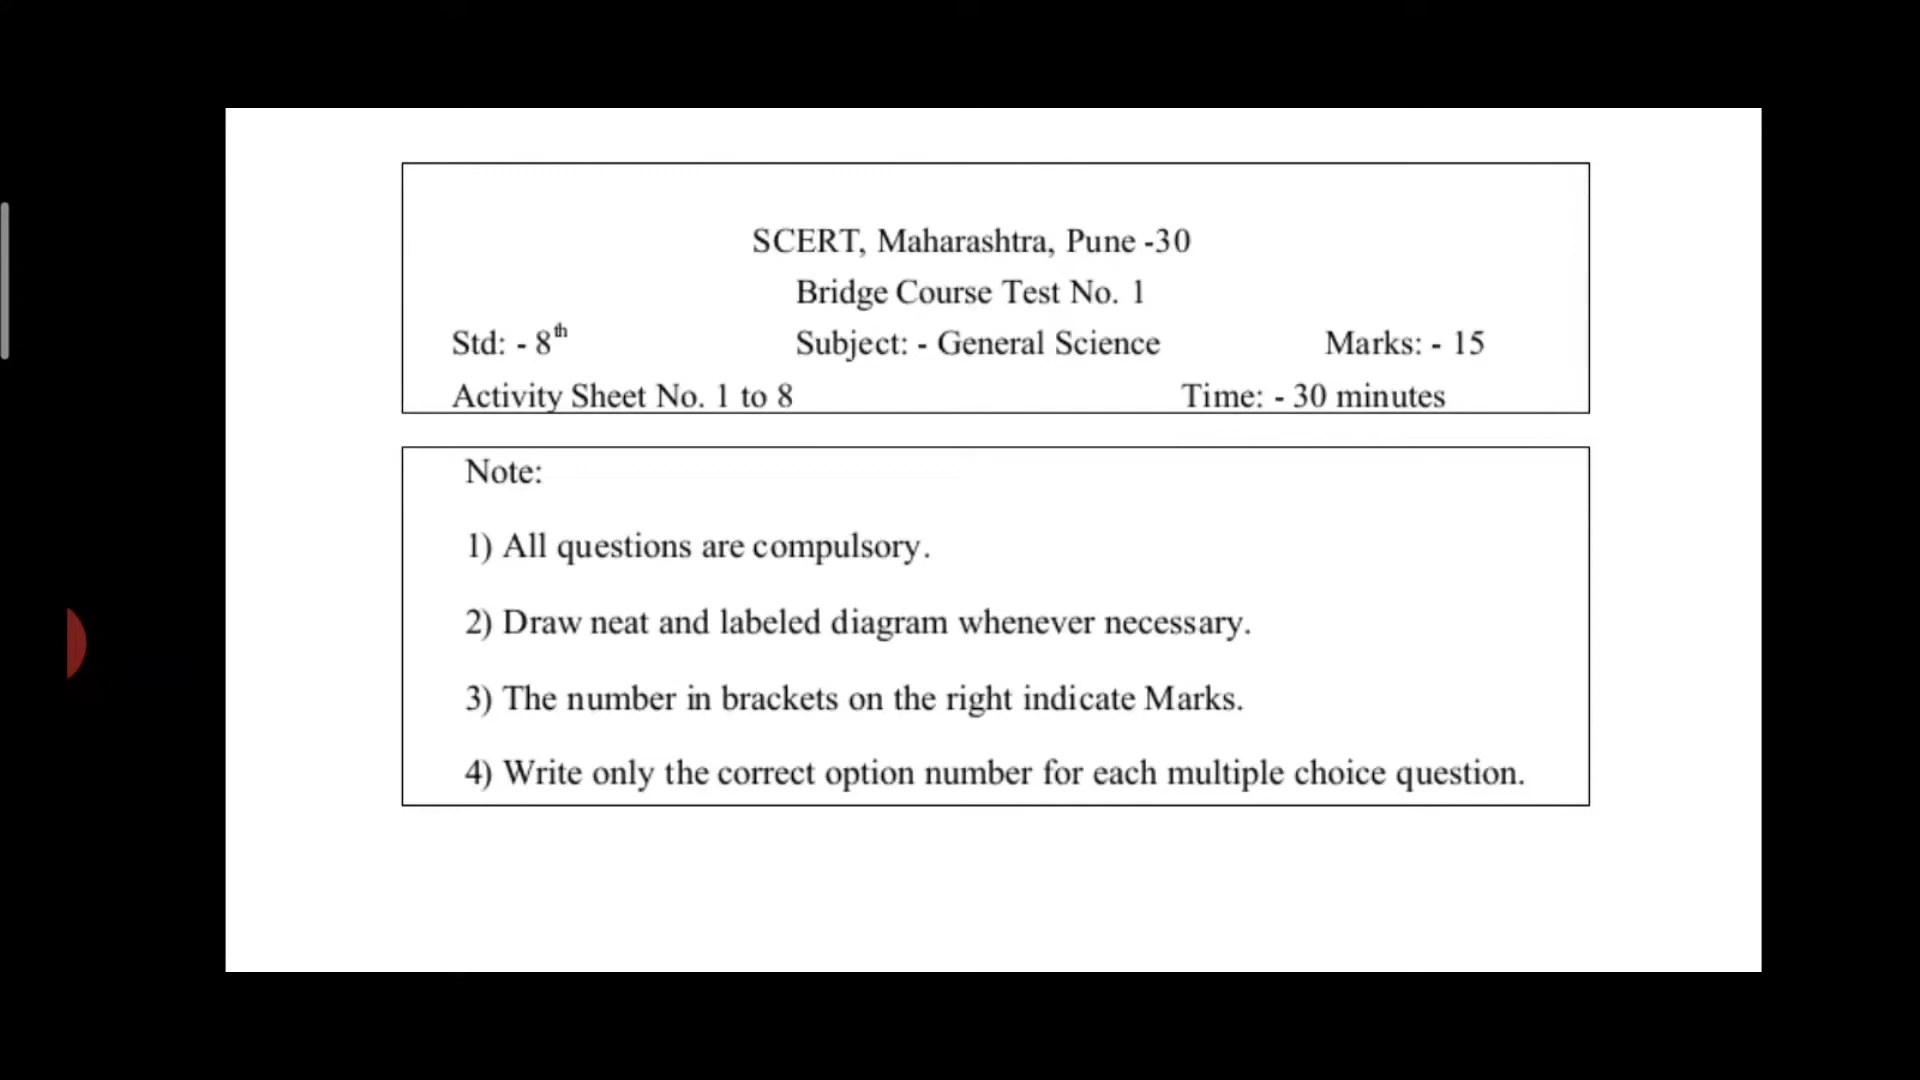 SCERT, Maharashtra, Pune -30
Bridge Course Test No. 1
Std: - 8th Subject: - General Science Marks: - 15
Activity Sheet No. 1 to 8 Time: - 30 minutes
Note:
1) All questions are compulsory.
2) Draw neat and labeled diagram whenever necessary.
3) The number in brackets on the right indicate Marks.
4) Write only the correct option number for each multiple choice question.